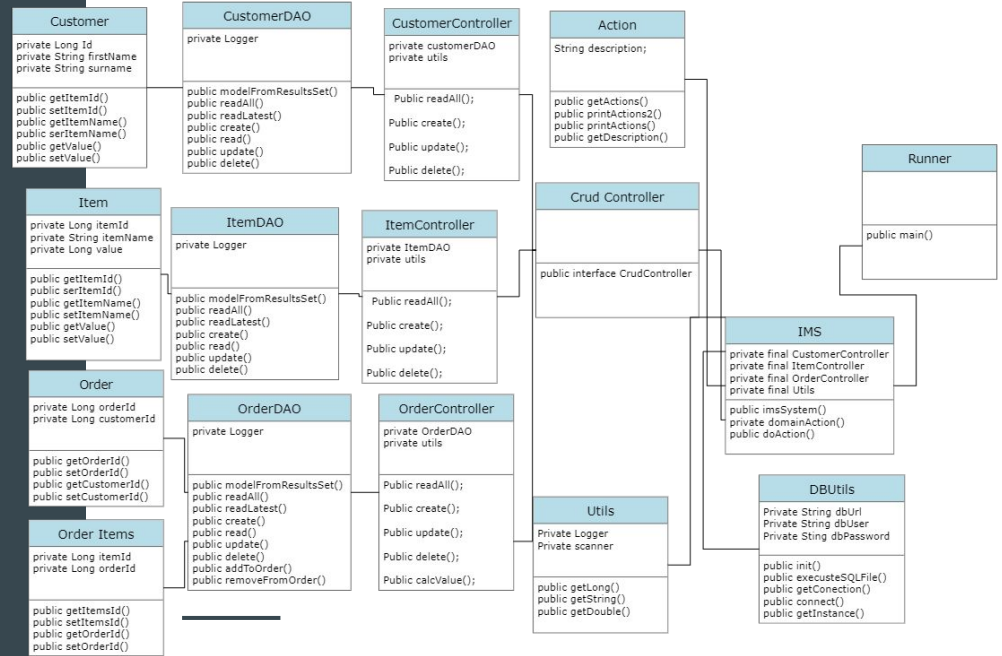 Customer
private Long Id
private String firstName
private String surname
public getItemId()
public setItemId()
public getItemName()
public serItemName()
public getValue()
public setValue()
CustomerDAO
private Logger
public modelFromResultsSet()
public readAll()
public readLatest()
public create()
public read()
public update()
public delete()
CustomerController
private customerDAO
private utils
Public readAll();
Public create();
Public update();
Public delete();
Action
String description;
public getActions()
public printActions2()
public printActions()
public getDescription()
Runner
public main()
Item
private Long itemId
private String itemName
private Long value
public getItemId()
public serItemId()
public getItemName()
public setItemName()
public getValue()
public setValue()
ItemDAO
private Logger
public modelFromResultsSet()
public readAll()
public readLatest()
public create()
public read()
public update()
public delete()
ItemController
private ItemDAO
private utils
Public readAll();
Public create();
Public update();
Public delete();
Crud Controller
public interface CrudController
IMS
private final CustomerController
private final ItemController
private final OrderController
private final Utils
public imsSystem()
private domainAction()
public doAction()
Order
private Long orderId
private Long customerId
public getOrderId()
public setOrderId()
public getCustomerId()
public setCustomerId()
OrderDAO
private Logger
public modelFromResultsSet()
public readAll()
public readLatest()
public create()
public read()
public update()
public delete()
public addToOrder()
public removeFromOrder()
OrderController
private OrderDAO
private utils
Public readAll();
Public create();
Public update();
Public delete();
Public calcValue();
Order Items
private Long itemId
private Long orderId
public getItemsId()
public setItemsId()
public getOrderId()
public setOrderId()
Utils
Private Logger
Private scanner
public getLong()
public getString()
public getDouble()
DBUtils
Private String dbUrl
Private String dbUser
Private Sting dbPassword
public init()
public execusteSQLFile()
public getConection()
public connect()
public getInstance()